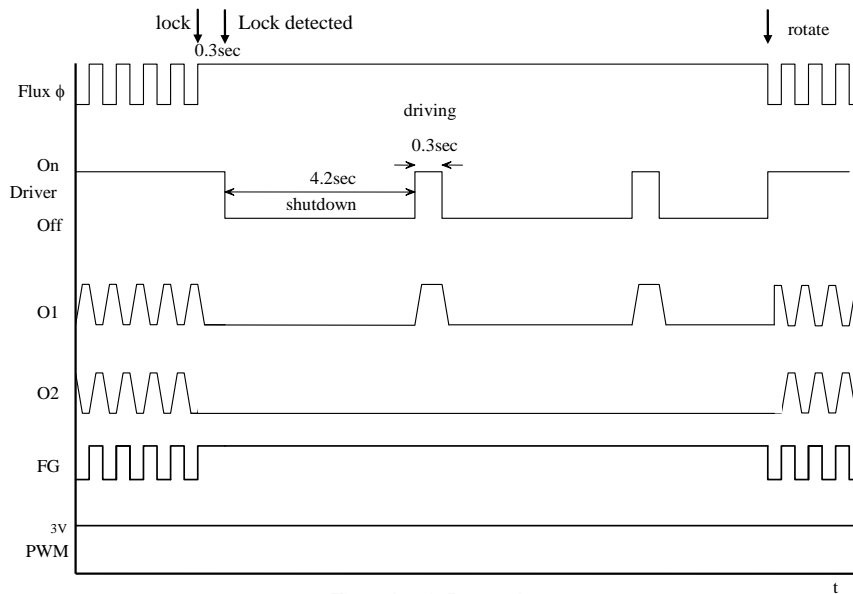 lock
Lock detected
rotate
0.3sec
Flux ϕ
driving
0.3sec
On
4.2sec
Driver
shutdown
Off
O1
O2
FG
3V
PWM
t